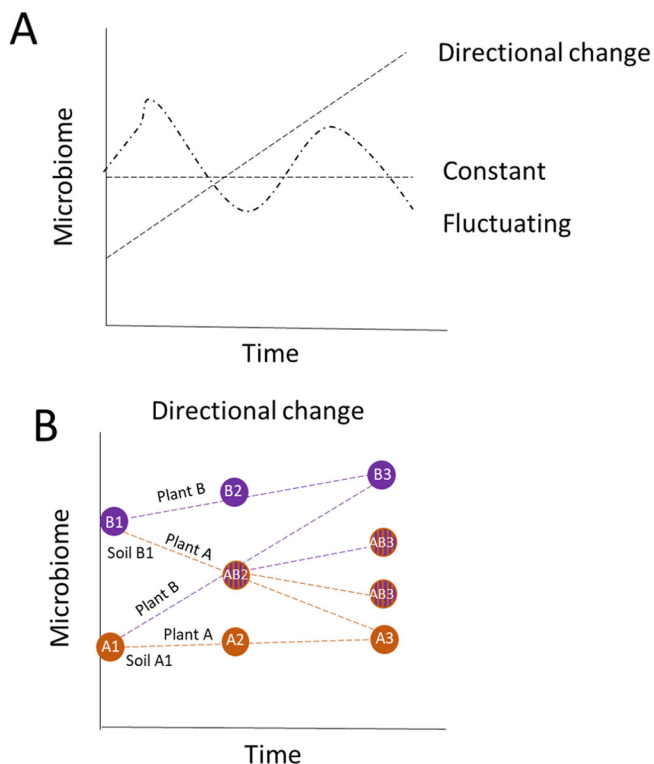 A
Microbiome
Directional change
Constant
Fluctuating
Time
B
Directional change
Microbiome
B3
B2
Plant B
B1
Plant A
Soil B1
AB3
AB2
Plant B
AB3
Plant A
A3
A2
A1
Soil A1
Time